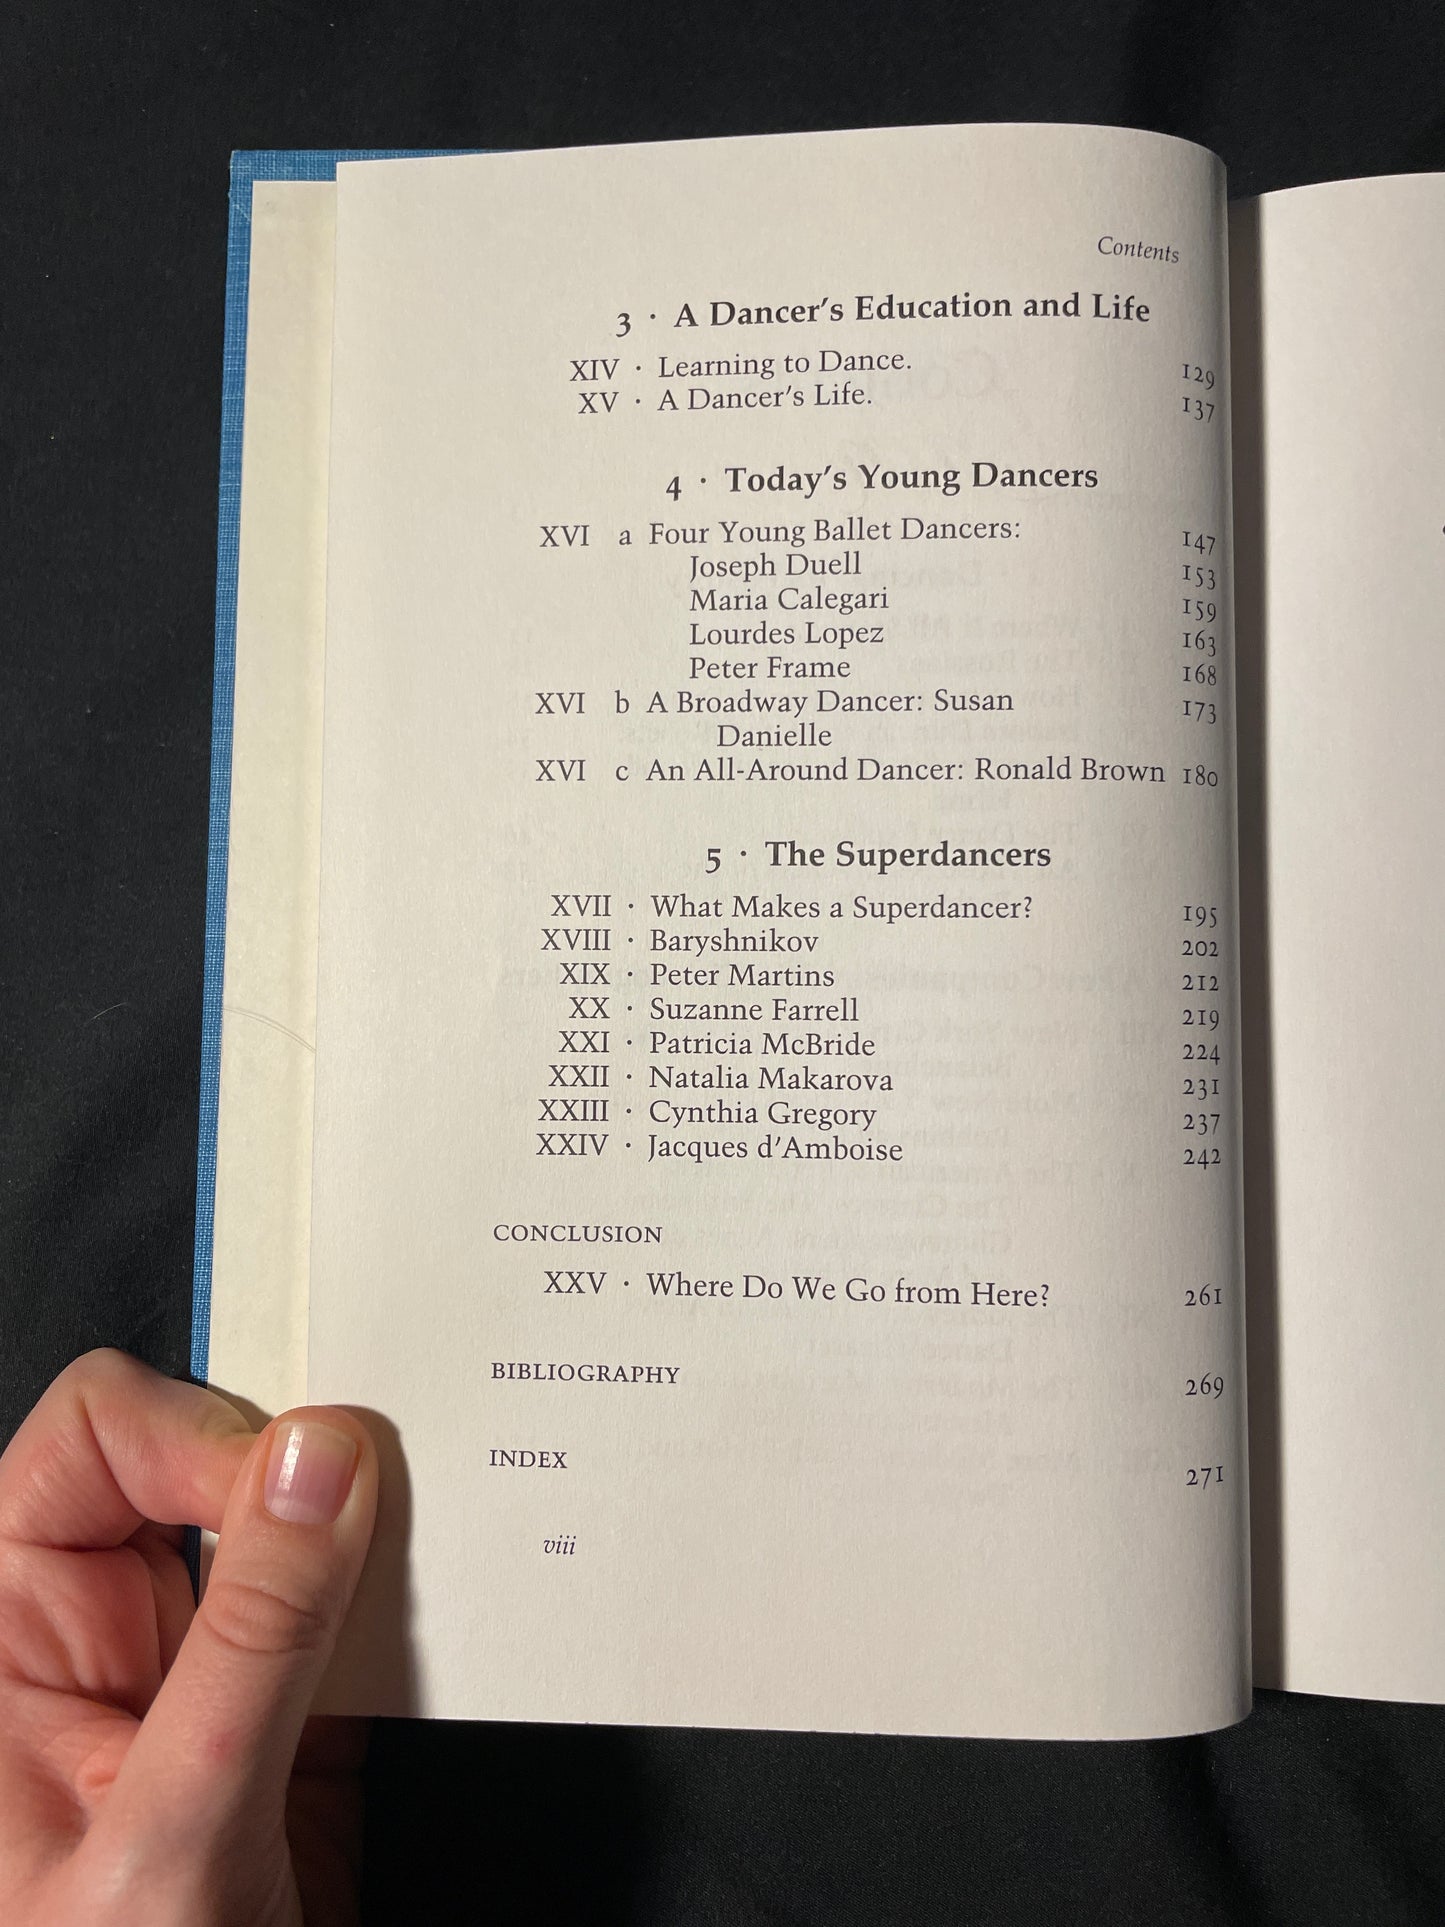 Contents
3 · A Dancer's Education and Life
XIV · Learning to Dance. 129
XV · A Dancer's Life. 137
4 · Today's Young Dancers
XVI a Four Young Ballet Dancers: 147
Joseph Duell 153
Maria Calegari 159
Lourdes Lopez 163
Peter Frame 168
XVI b A Broadway Dancer: Susan 173
Danielle
XVI c An All-Around Dancer: Ronald Brown 180
5 · The Superdancers
XVII · What Makes a Superdancer? 195
XVIII · Baryshnikov 202
XIX · Peter Martins 212
XX · Suzanne Farrell 219
XXI · Patricia McBride 224
XXII · Natalia Makarova 231
XXIII · Cynthia Gregory 237
XXIV · Jacques d'Amboise 242
CONCLUSION
XXV · Where Do We Go from Here? 261
BIBLIOGRAPHY 269
INDEX 271
viii